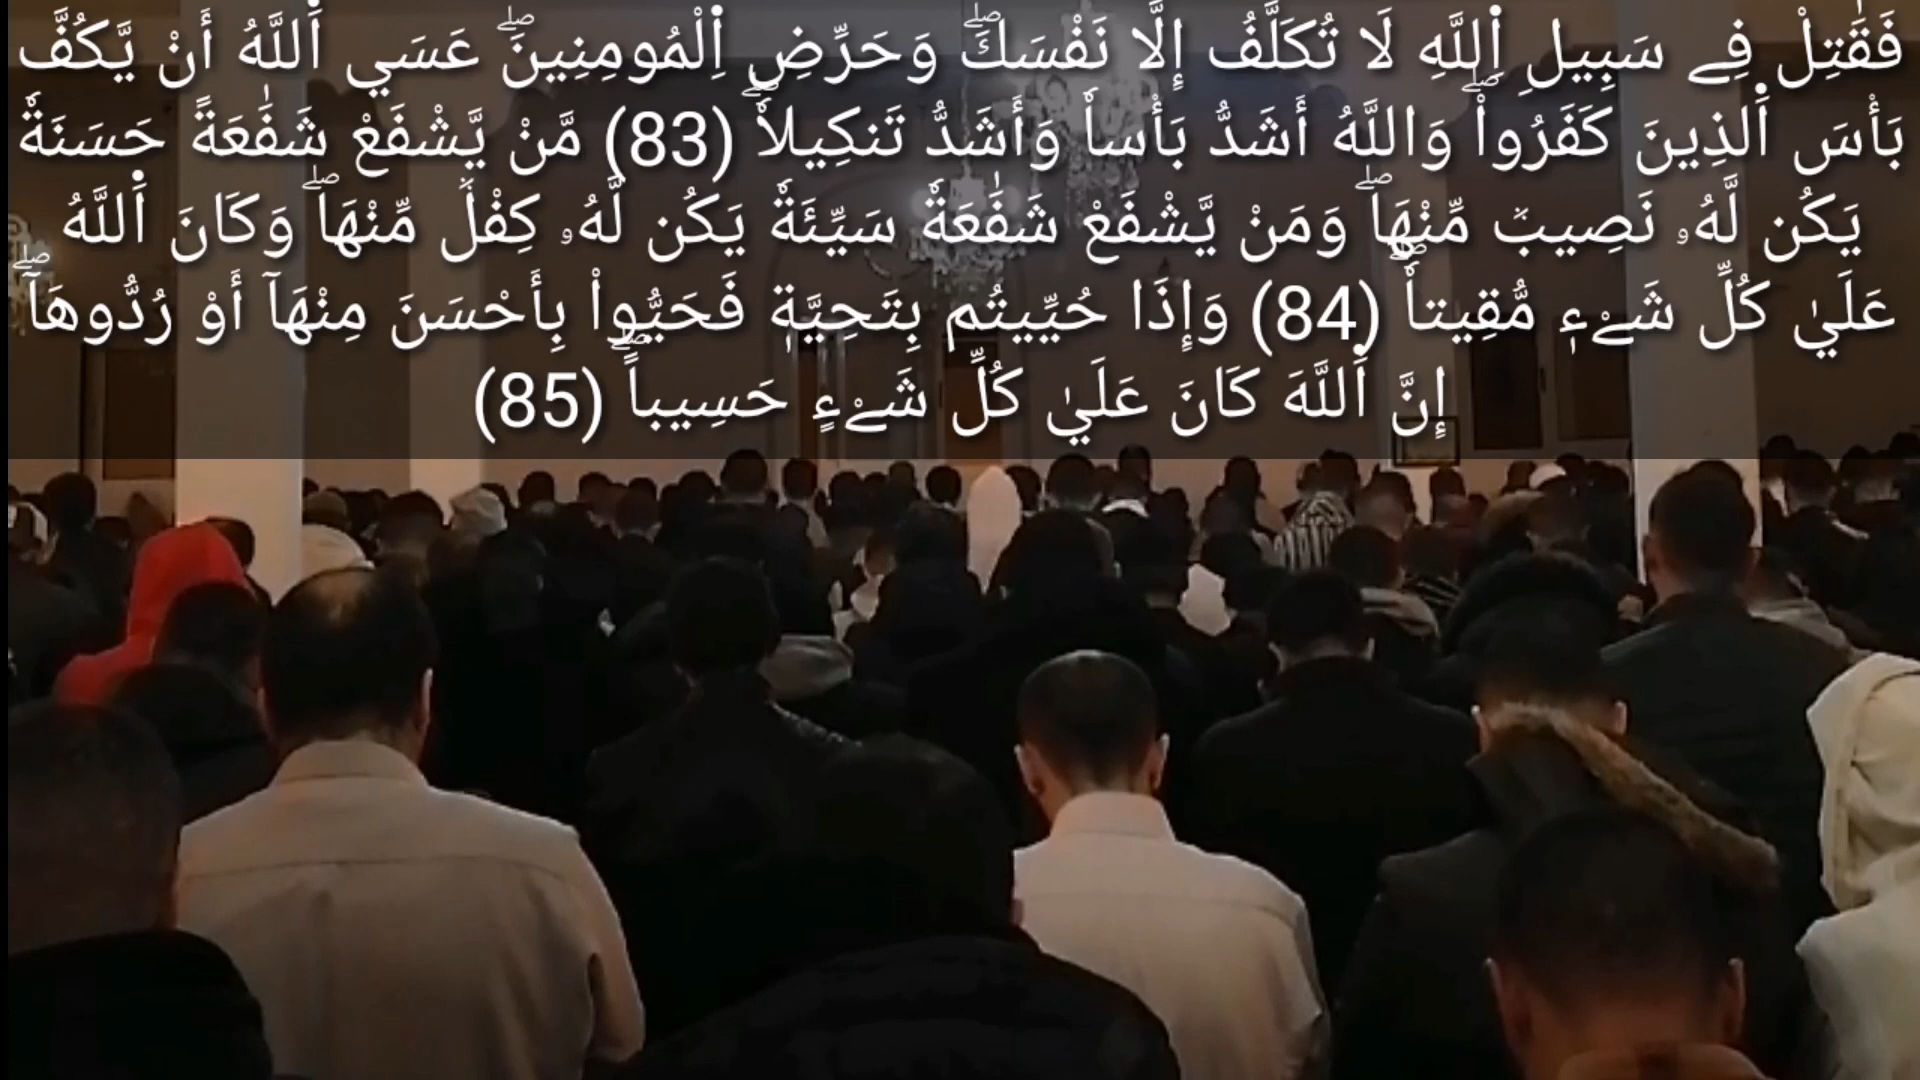 فَقَٰتِلْ فِے سَبِيلِ اِ۬للَّهِ لَا تُكَلَّفُ إِلَّا نَفْسَكَۖ وَحَرِّضِ اِ۬لْمُومِنِينَۖ عَسَي اَ۬للَّهُ أَنْ يَّكُفَّ
بَأْسَ اَ۬لذِينَ كَفَرُواْۖ وَاللَّهُ أَشَدُّ بَأْساٗ وَأَشَدُّ تَنكِيلاٗۖ (83) مَّنْ يَّشْفَعْ شَفَٰعَةً حَسَنَةٗ
يَكُن لَّهُۥ نَصِيبٞ مِّنْهَاۖ وَمَنْ يَّشْفَعْ شَفَٰعَةٗ سَيِّئَةٗ يَكُن لَّهُۥ كِفْلٞ مِّنْهَاۖ وَكَانَ اَ۬للَّهُ
عَلَيٰ كُلِّ شَےْءٖ مُّقِيتاٗۖ (84) وَإِذَا حُيِّيتُم بِتَحِيَّةٖ فَحَيُّواْ بِأَحْسَنَ مِنْهَآ أَوْ رُدُّوهَآۖ
إِنَّ اَ۬للَّهَ كَانَ عَلَيٰ كُلِّ شَےْءٍ حَسِيباًۖ (85)